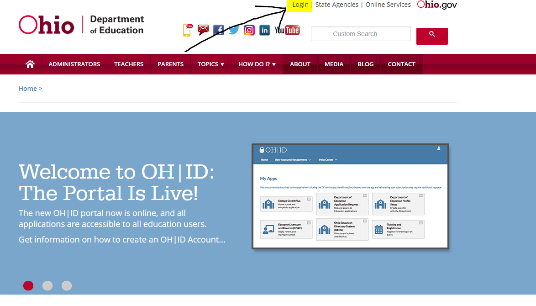 Login State Agencies | Online Services Ohio.gov
Ohio Department
of Education
You Tube
Custom Search
ADMINISTRATORS TEACHERS PARENTS TOPICS HOW DO I? ABOUT MEDIA BLOG CONTACT
Home >
Welcome to OH|ID:
The Portal Is Live!
The new OH|ID portal now is online, and all
applications are accessible to all education users.
Get information on how to create an OH|ID Account...
OH|ID
My Apps